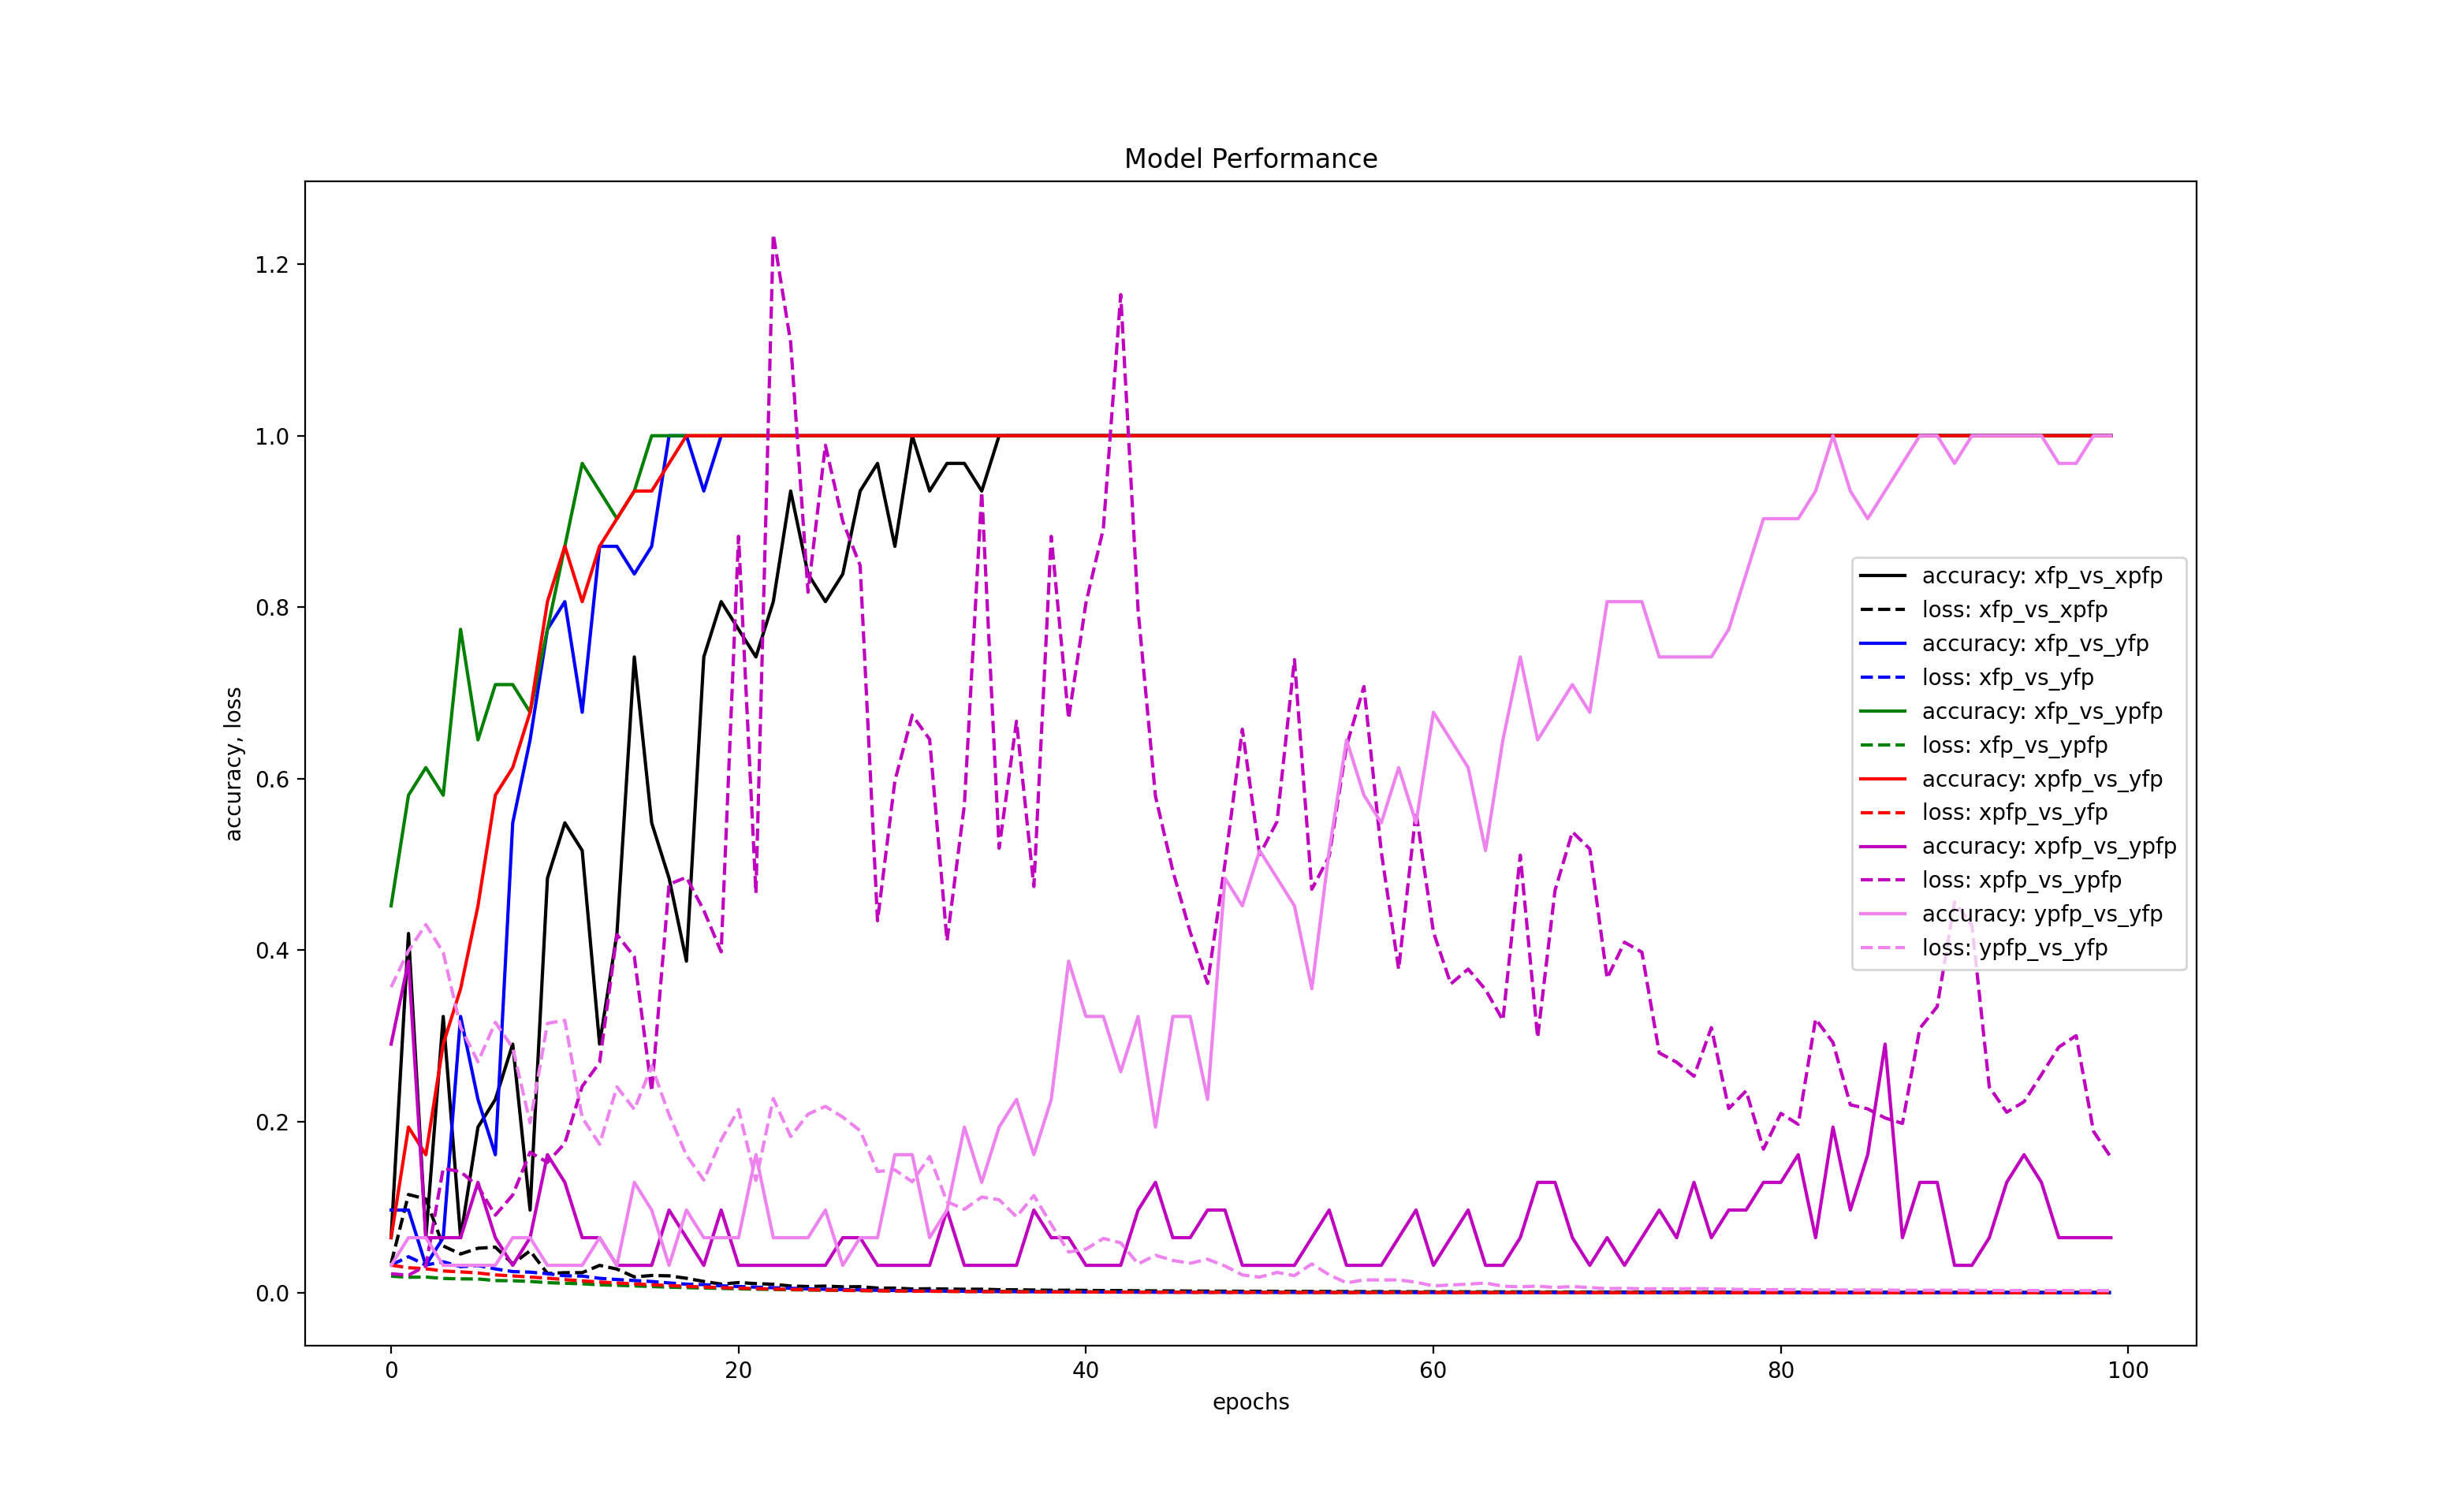 Model Performance
1.2
1.0
0.8
0.6
0.4
0.2
0.0
accuracy, loss
accuracy: xfp_vs_xpfp
loss: xfp_vs_xpfp
accuracy: xfp_vs_yfp
loss: xfp_vs_yfp
accuracy: xfp_vs_ypfp
loss: xfp_vs_ypfp
accuracy: xpfp_vs_yfp
loss: xpfp_vs_yfp
accuracy: xpfp_vs_ypfp
loss: xpfp_vs_ypfp
accuracy: ypfp_vs_yfp
loss: ypfp_vs_yfp
0 20 40 60 80 100
epochs